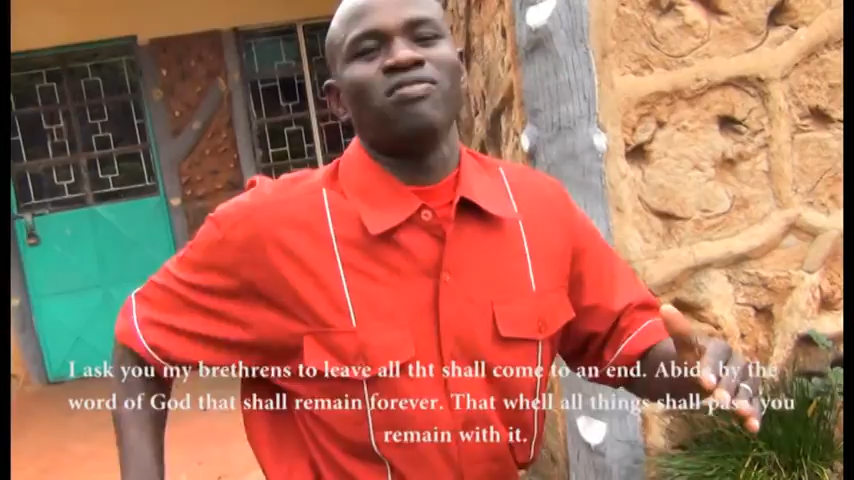 I ask you my brethrens to leave all tht shall come to an end. Abide by the
word of God that shall remain forever. That when all things shall pass, you
remain with it.